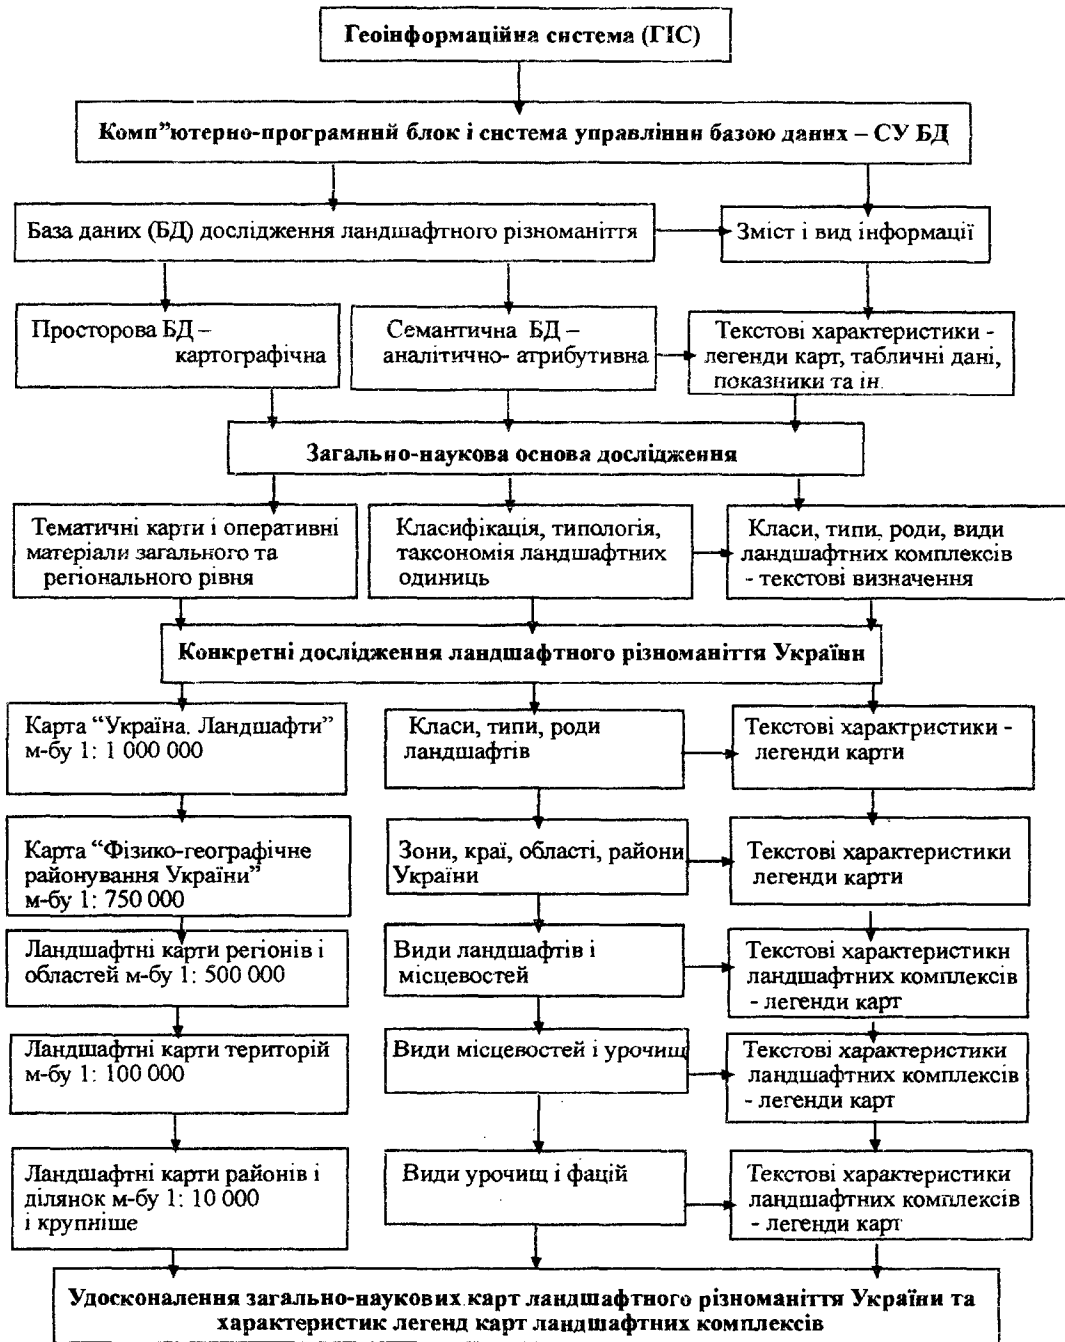 Геоінформаційна система (ГІС)
Комп”ютерно-програмний блок і система управління базою даних – СУ БД
База даних (БД) дослідження ландшафтного різноманіття
Зміст і вид інформації
Просторова БД –
картографічна
Семантична БД –
аналітично- атрибутивна
Текстові характеристики -
легенди карт, табличні дані,
показники та ін.
Загально-наукова основа дослідження
Тематичні карти і оперативні
матеріали загального та
регіонального рівня
Класифікація, типологія,
таксономія ландшафтних
одиниць
Класи, типи, роди, види
ландшафтних комплексів
- текстові визначення
Конкретні дослідження ландшафтного різноманіття України
Карта “Україна. Ландшафти”
м-бу 1: 1 000 000
Класи, типи, роди
ландшафтів
Текстові характристики -
легенди карти
Карта “Фізико-географічне
районування України”
м-бу 1: 750 000
Зони, краї, області, райони
України
Текстові характеристики
легенди карти
Ландшафтні карти регіонів і
областей м-бу 1: 500 000
Види ландшафтів і
місцевостей
Текстові характеристики
ландшафтних комплексів
- легенди карт
Ландшафтні карти територій
м-бу 1: 100 000
Види місцевостей і урочищ
Текстові характеристики
ландшафтних комплексів
- легенди карт
Ландшафтні карти районів і
ділянок м-бу 1: 10 000
і крупніше
Види урочищ і фацій
Текстові характеристики
ландшафтних комплексів
- легенди карт
Удосконалення загально-наукових карт ландшафтного різноманіття України та
характеристик легенд карт ландшафтних комплексів